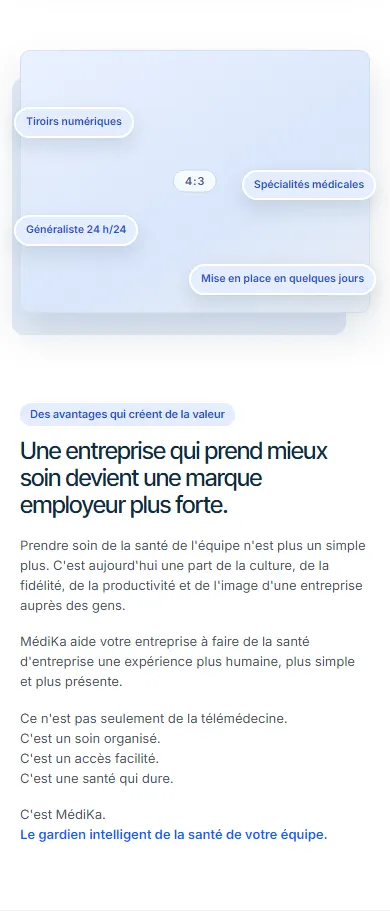 Tiroirs numériques
4:3
Spécialités médicales
Généraliste 24 h/24
Mise en place en quelques jours
Des avantages qui créent de la valeur
Une entreprise qui prend mieux
soin devient une marque
employeur plus forte.
Prendre soin de la santé de l'équipe n'est plus un simple
plus. C'est aujourd'hui une part de la culture, de la
fidélité, de la productivité et de l'image d'une entreprise
auprès des gens.
MédiKa aide votre entreprise à faire de la santé
d'entreprise une expérience plus humaine, plus simple
et plus présente.
Ce n'est pas seulement de la télémédecine.
C'est un soin organisé.
C'est un accès facilité.
C'est une santé qui dure.
C'est MédiKa.
Le gardien intelligent de la santé de votre équipe.